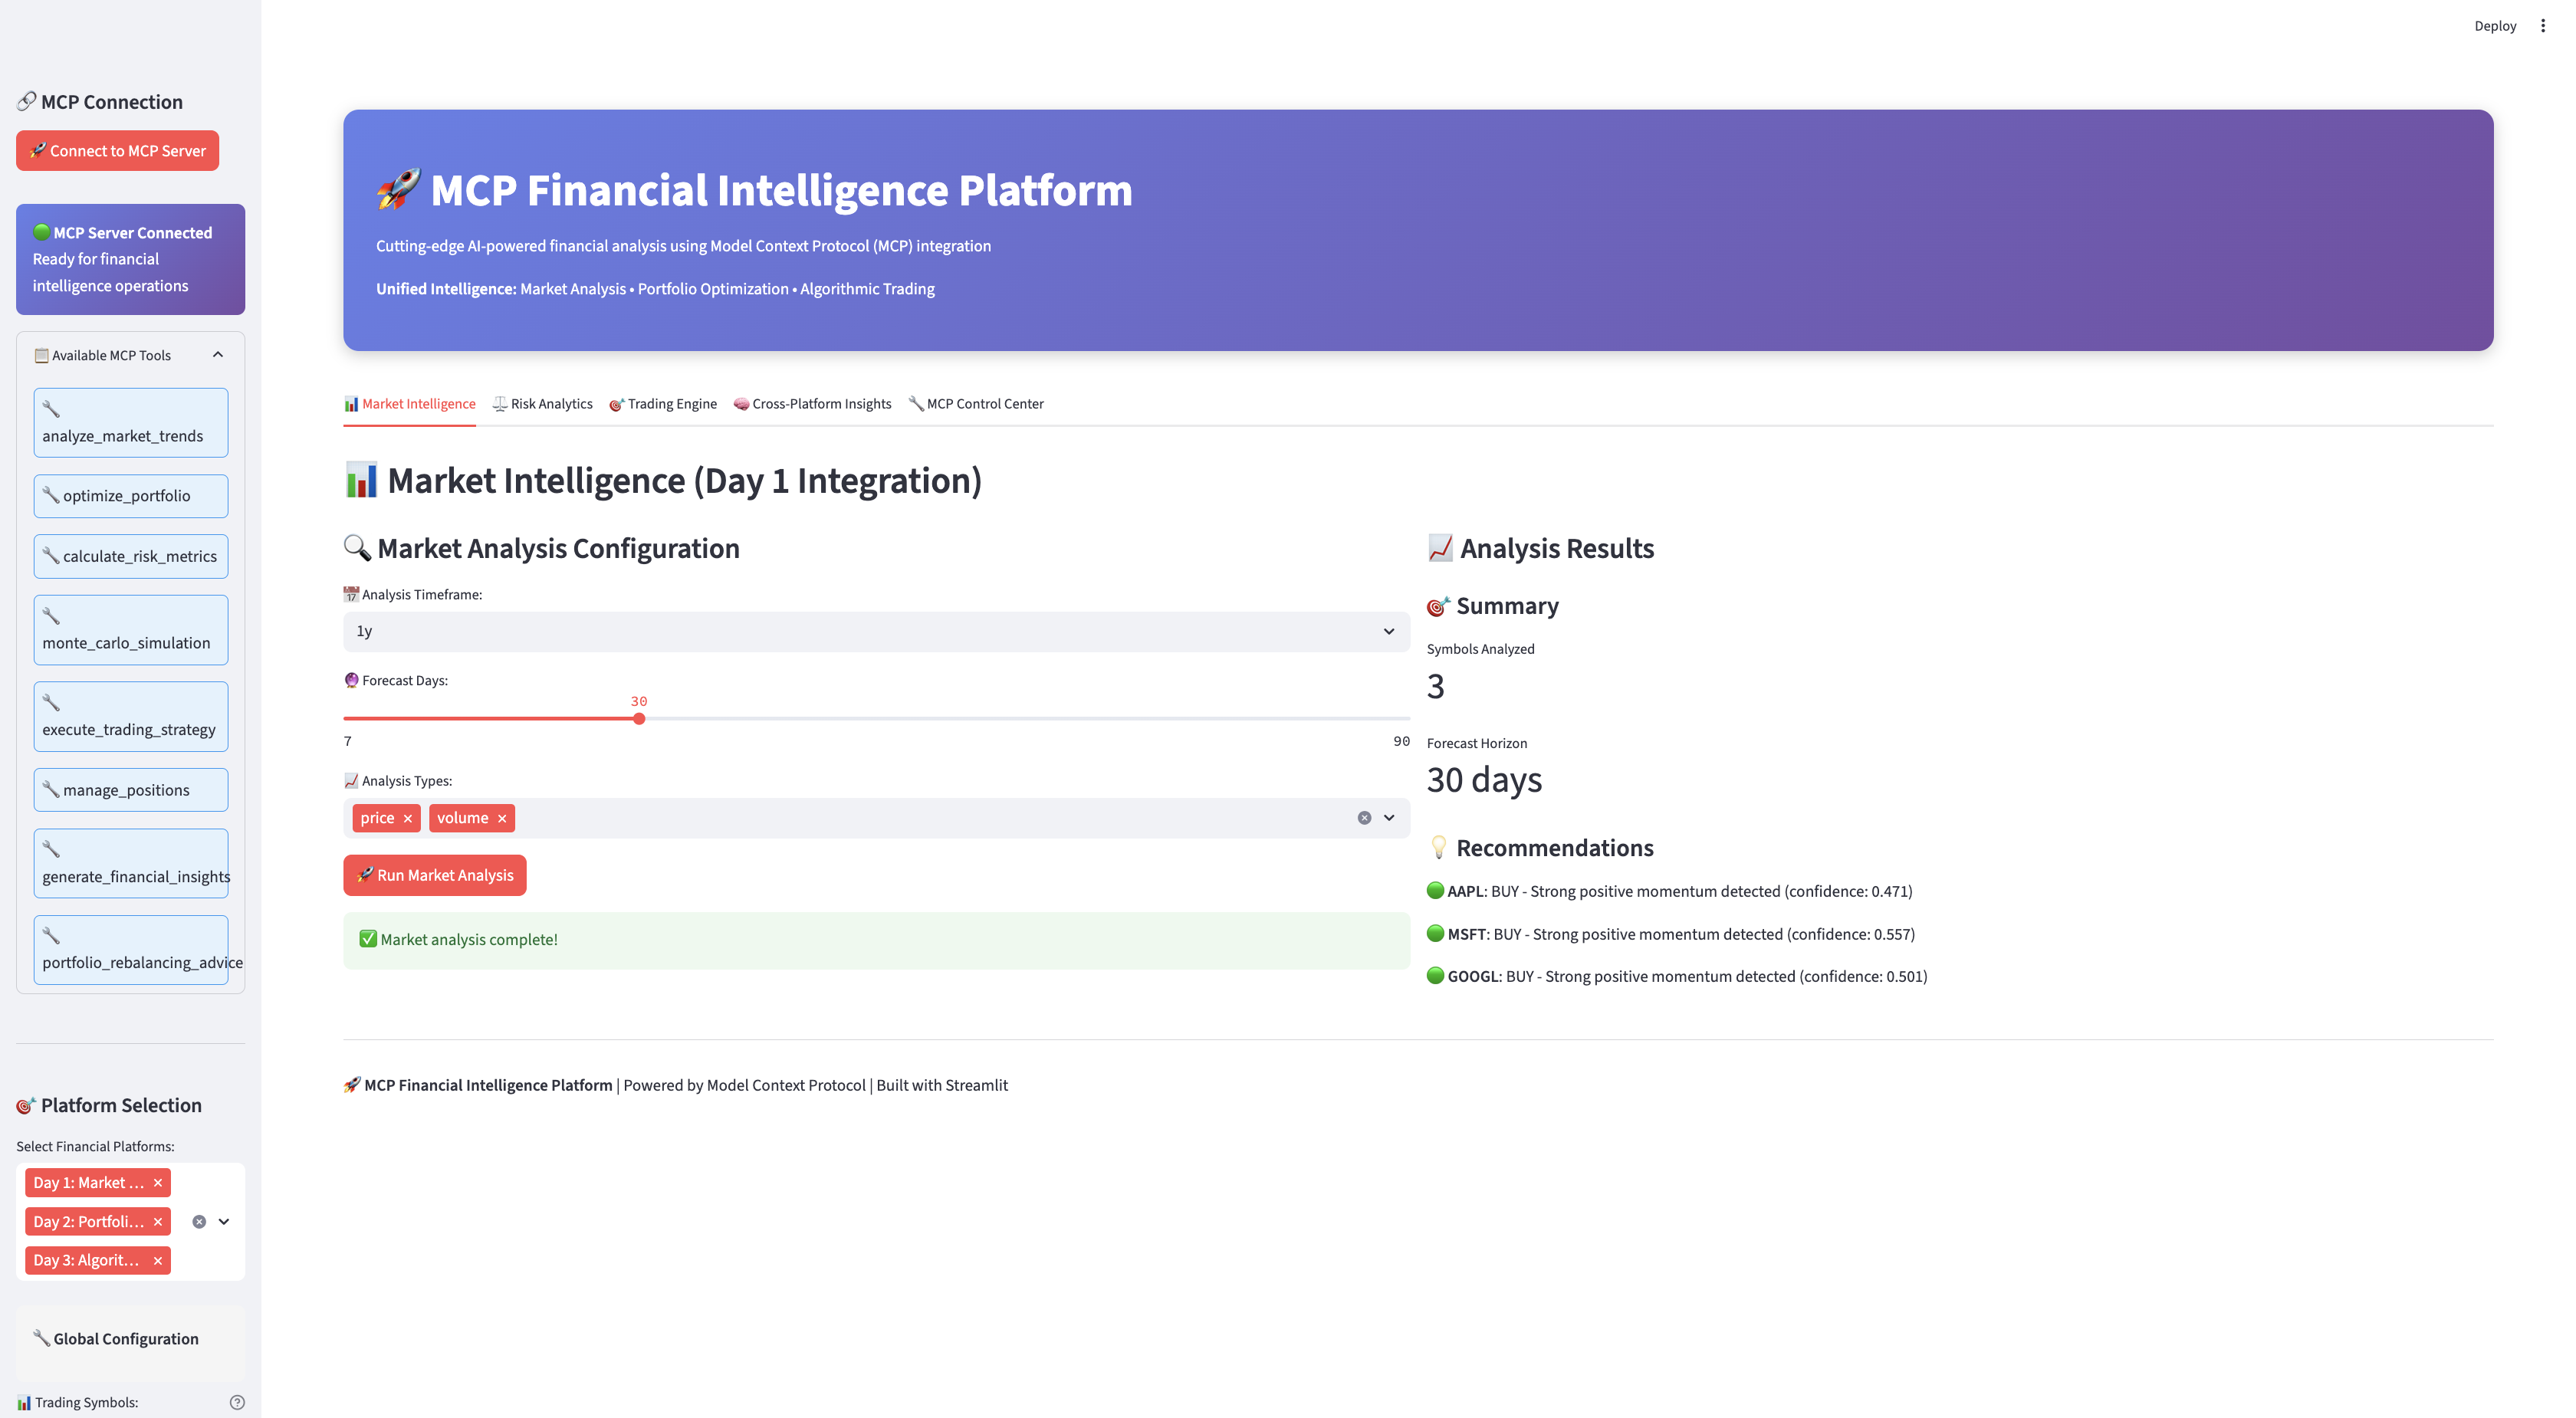 Deploy
🔗 MCP Connection
🚀 Connect to MCP Server
🟢 MCP Server Connected
Ready for financial
intelligence operations
📋 Available MCP Tools
🔧
analyze_market_trends
🔧 optimize_portfolio
🔧 calculate_risk_metrics
🔧
monte_carlo_simulation
🔧
execute_trading_strategy
🔧 manage_positions
🔧
generate_financial_insights
🔧
portfolio_rebalancing_advice
🎯 Platform Selection
Select Financial Platforms:
Day 1: Market ...
Day 2: Portfoli...
Day 3: Algorit...
🔧 Global Configuration
📊 Trading Symbols:
🚀 MCP Financial Intelligence Platform
Cutting-edge AI-powered financial analysis using Model Context Protocol (MCP) integration
Unified Intelligence: Market Analysis • Portfolio Optimization • Algorithmic Trading
📊 Market Intelligence ⚖️ Risk Analytics 🎯 Trading Engine 🧠 Cross-Platform Insights 🔧 MCP Control Center
📊 Market Intelligence (Day 1 Integration)
🔍 Market Analysis Configuration
📅 Analysis Timeframe:
1y
🔮 Forecast Days:
30
7 90
📈 Analysis Types:
price volume
🚀 Run Market Analysis
✅ Market analysis complete!
📈 Analysis Results
🎯 Summary
Symbols Analyzed
3
Forecast Horizon
30 days
💡 Recommendations
🟢 AAPL: BUY - Strong positive momentum detected (confidence: 0.471)
🟢 MSFT: BUY - Strong positive momentum detected (confidence: 0.557)
🟢 GOOGL: BUY - Strong positive momentum detected (confidence: 0.501)
🚀 MCP Financial Intelligence Platform | Powered by Model Context Protocol | Built with Streamlit